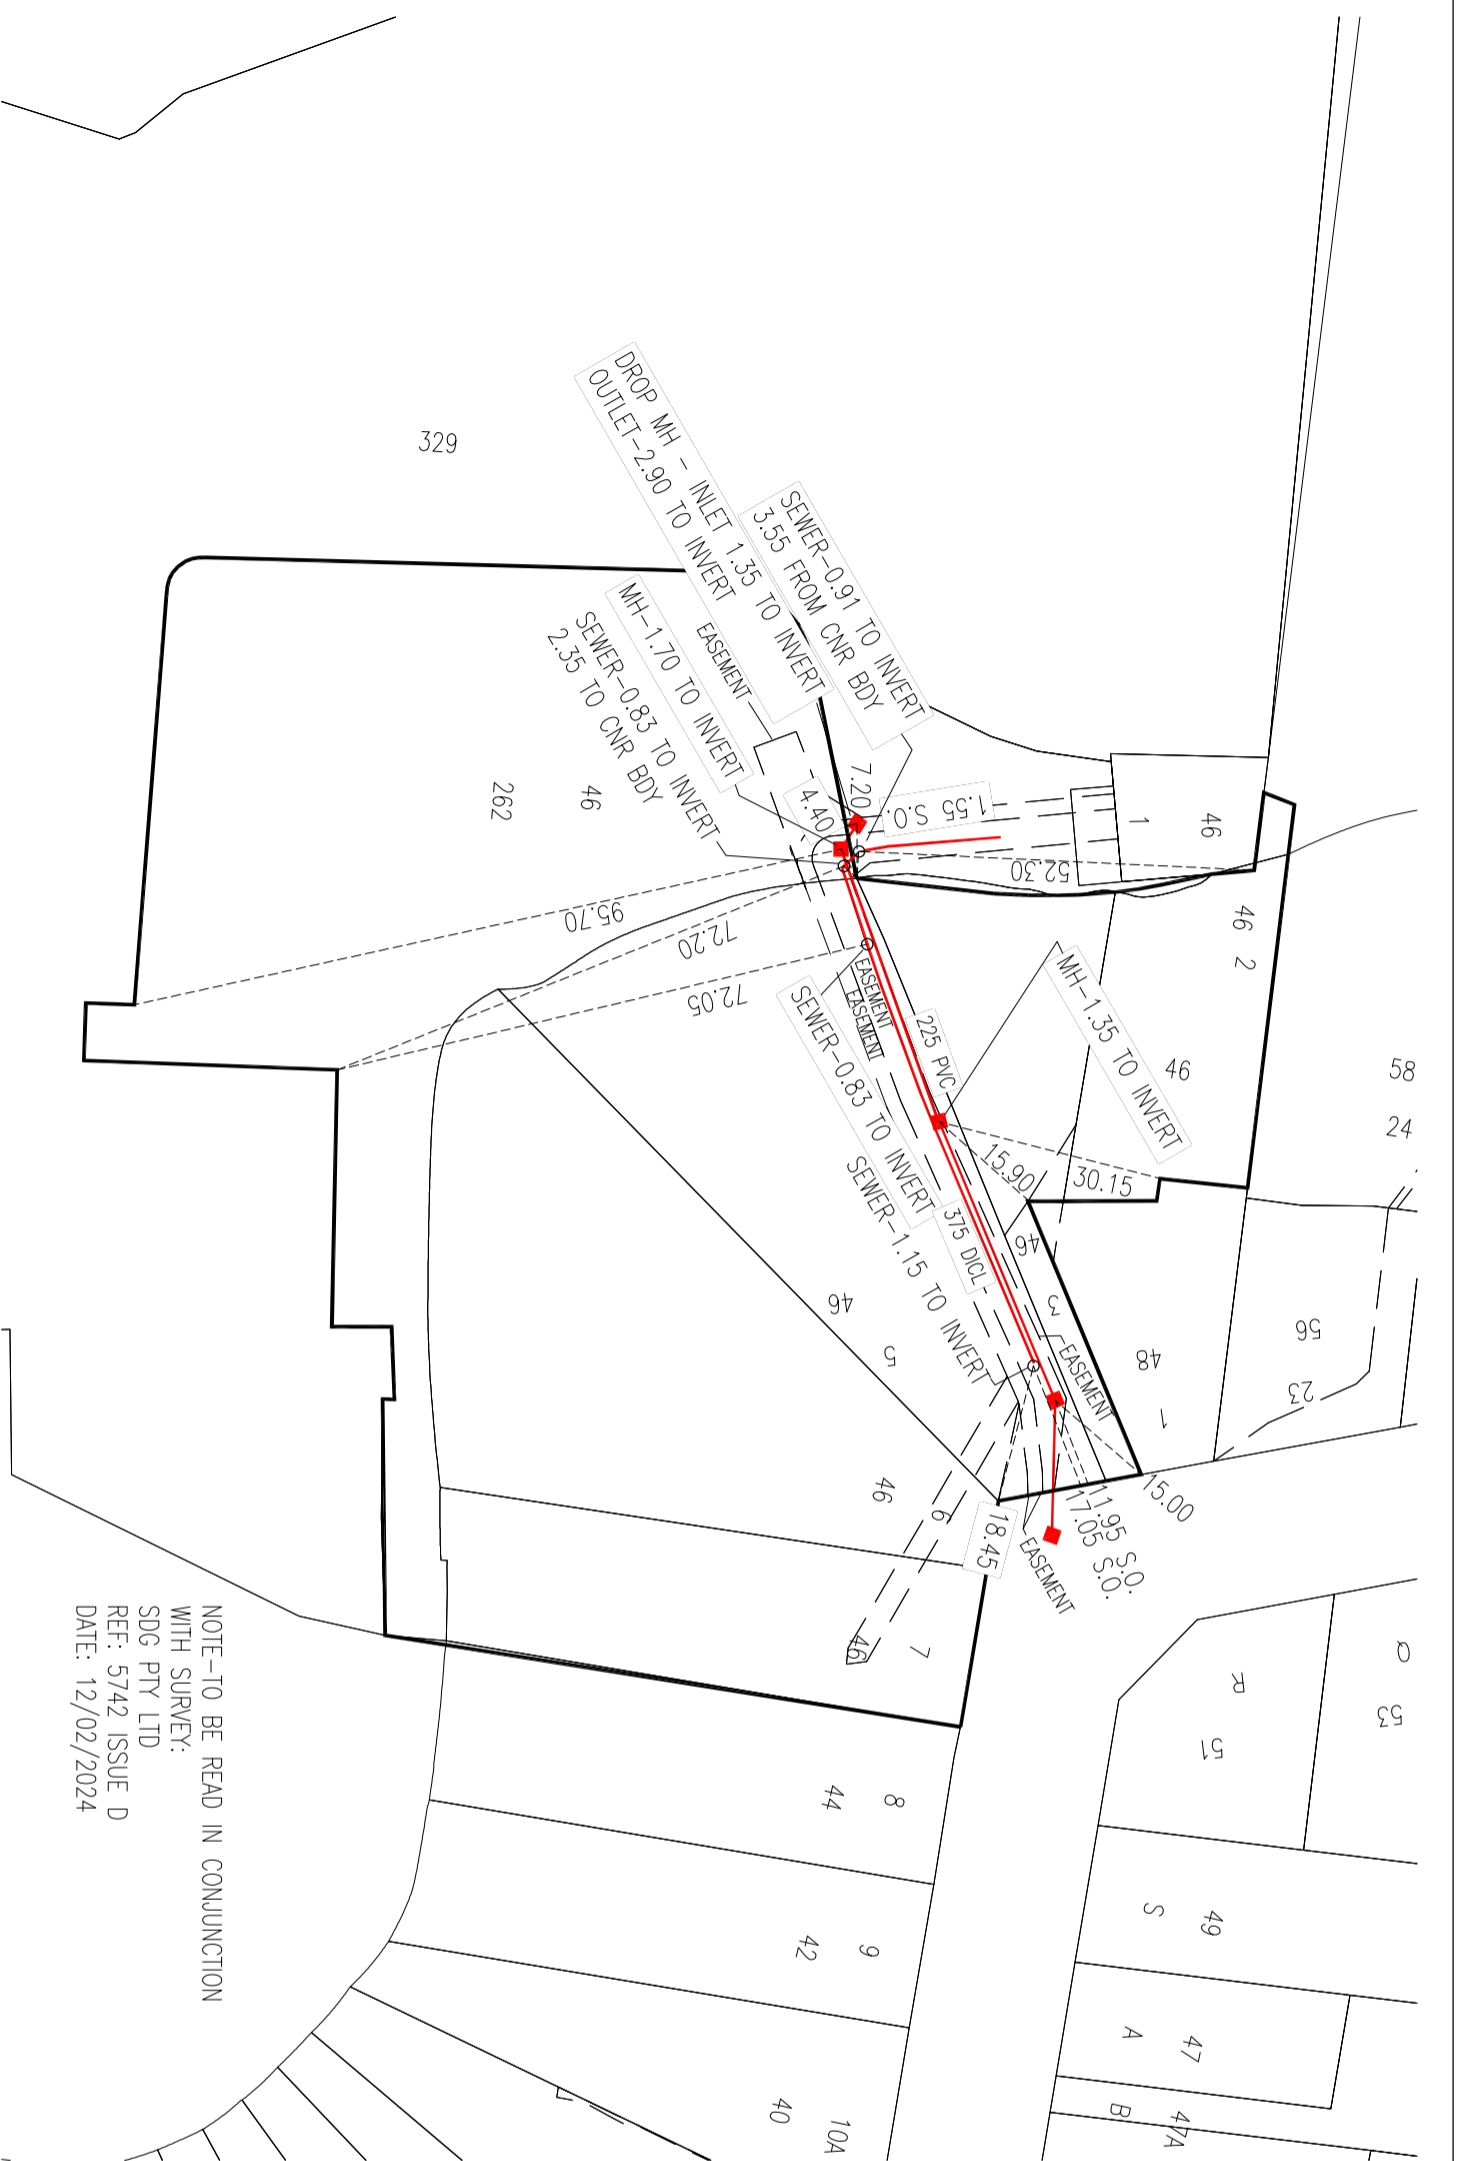 329
DROP MH - INLET 1.35 TO INVERT
OUTLET-2.90 TO INVERT
SEWER-0.91 TO INVERT
3.55 FROM CNR BDY
MH-1.70 TO INVERT
EASEMENT
SEWER-0.83 TO INVERT
2.35 TO CNR BDY
262
46
7.20
4.40
1.55 S.O.
1
46
52.30
46
2
95.70
72.20
72.05
EASEMENT
EASEMENT
225 PVC
MH-1.35 TO INVERT
46
58
24
SEWER-0.83 TO INVERT
375 DICL
SEWER-1.15 TO INVERT
15.90
30.15
46
3
EASEMENT
48
1
56
23
46
5
15.00
11.95 S.O.
17.05 S.O.
EASEMENT
18.45
46
6
46
7
Q
53
R
51
8
44
9
42
S
49
A
47
B
47A
40
10A
NOTE-TO BE READ IN CONJUNCTION
WITH SURVEY:
SDG PTY LTD
REF: 5742 ISSUE D
DATE: 12/02/2024